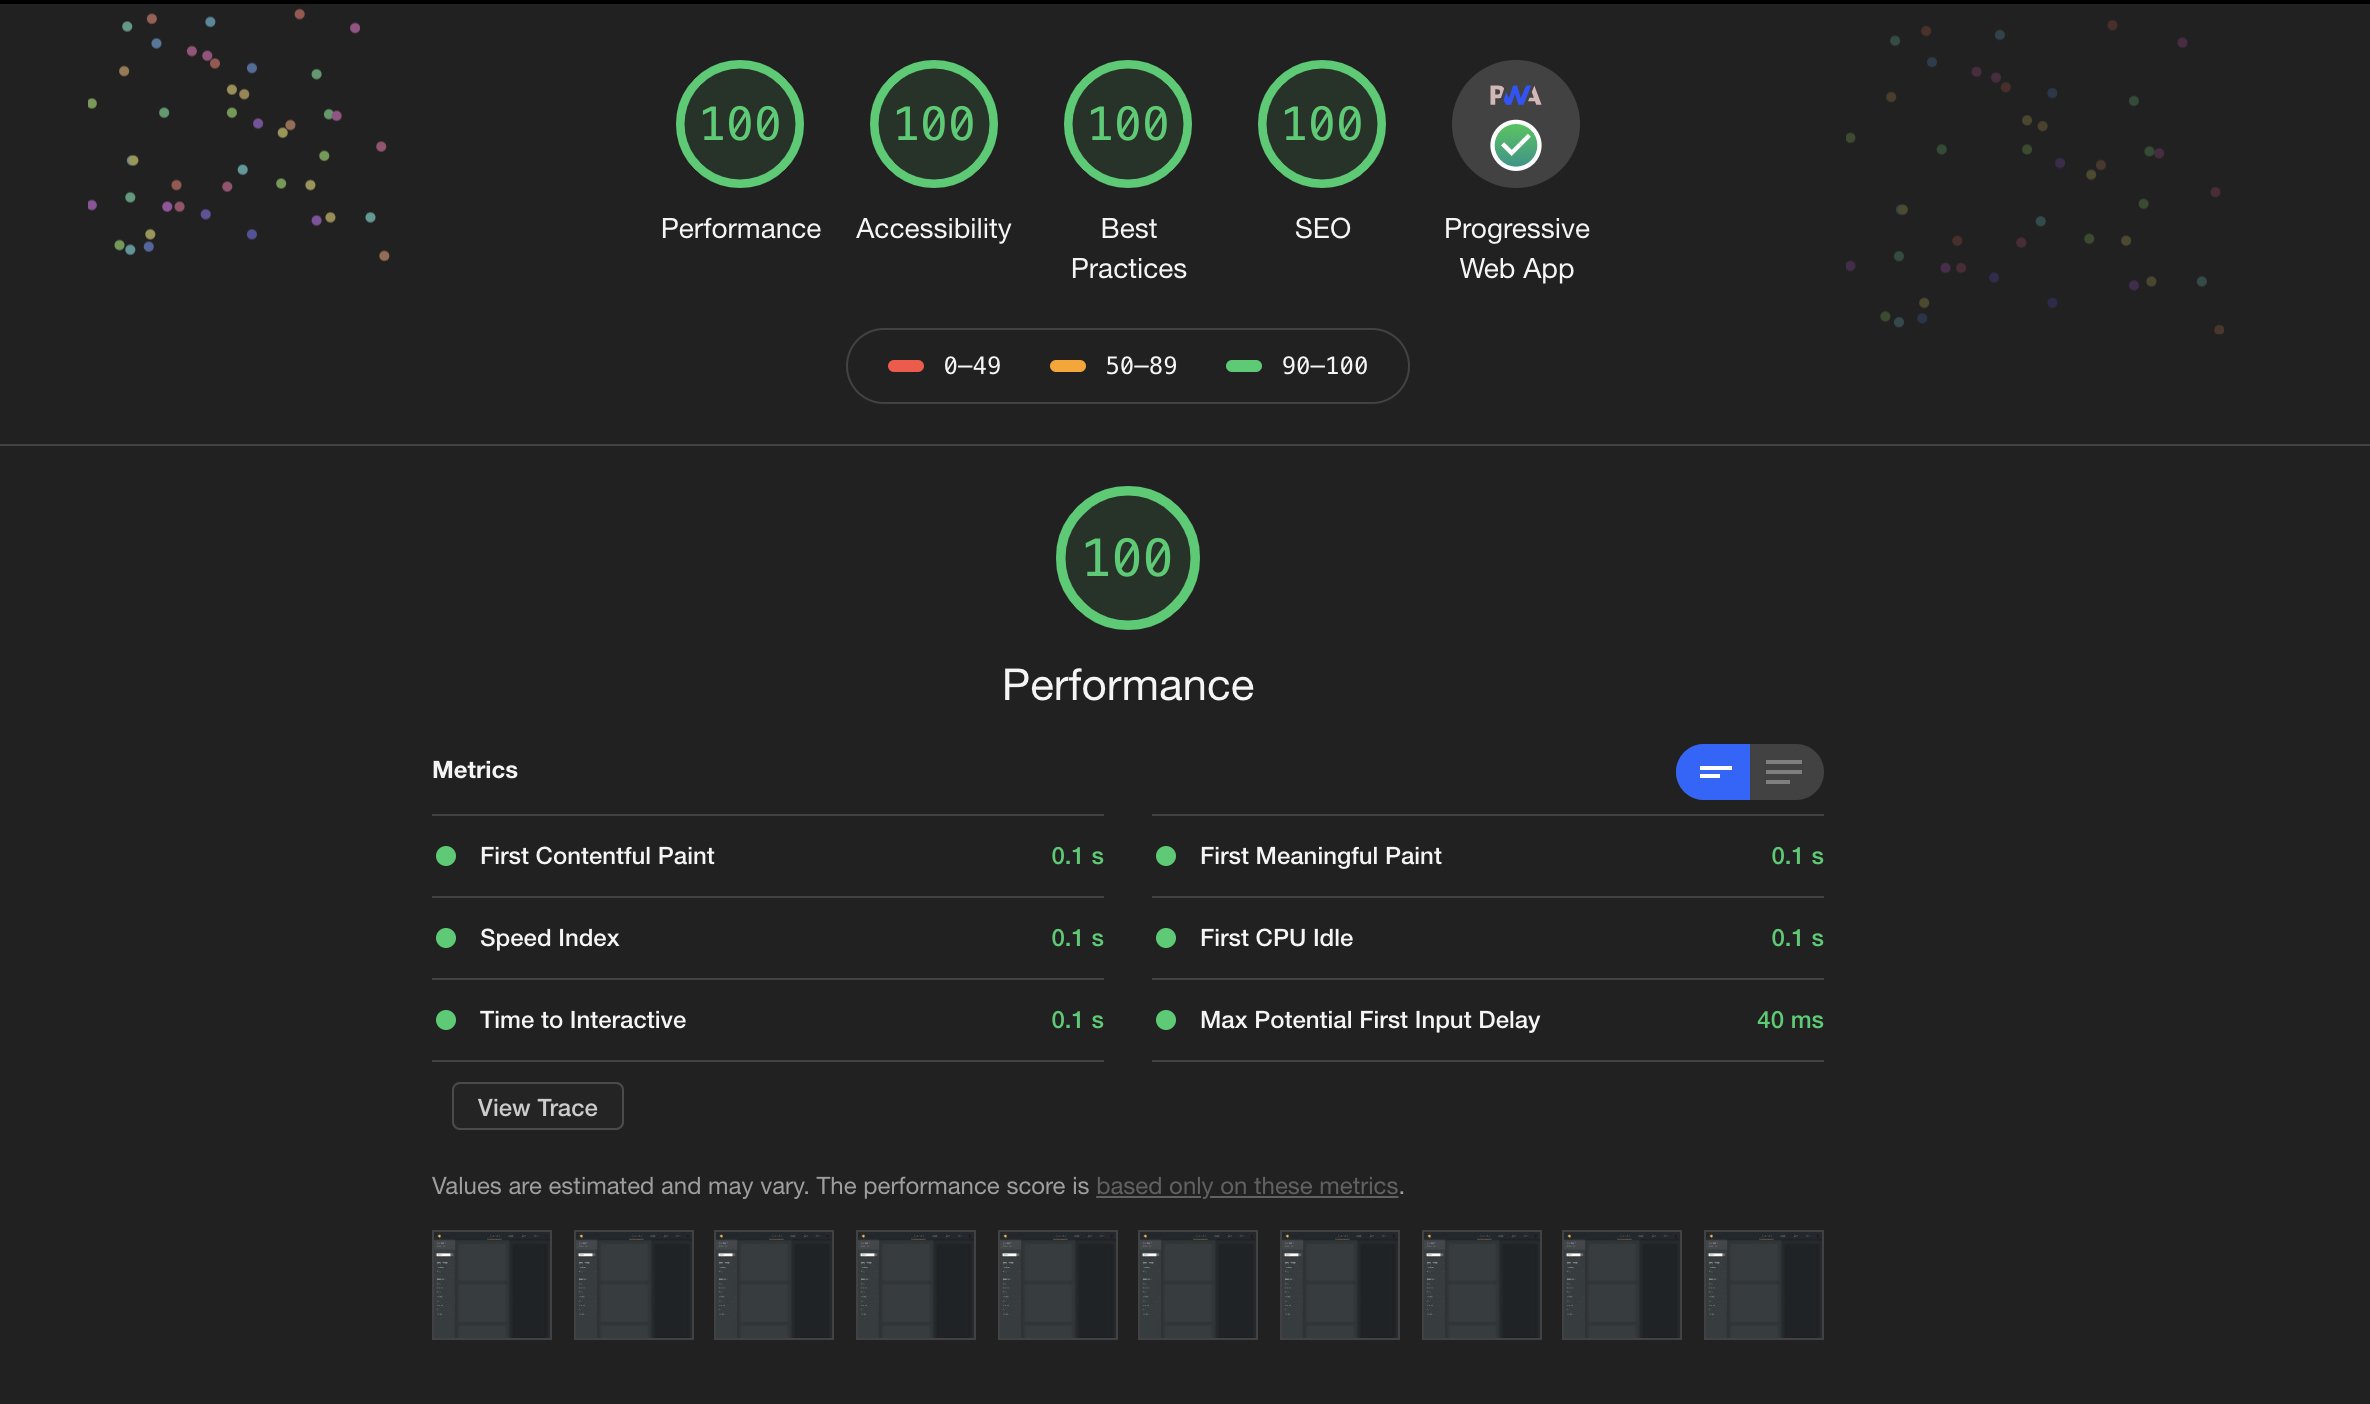 100 100 100 100 PWA
Performance Accessibility Best Practices SEO Progressive Web App
0–49 50–89 90–100
100
Performance
Metrics
First Contentful Paint 0.1 s
First Meaningful Paint 0.1 s
Speed Index 0.1 s
First CPU Idle 0.1 s
Time to Interactive 0.1 s
Max Potential First Input Delay 40 ms
View Trace
Values are estimated and may vary. The performance score is based only on these metrics.